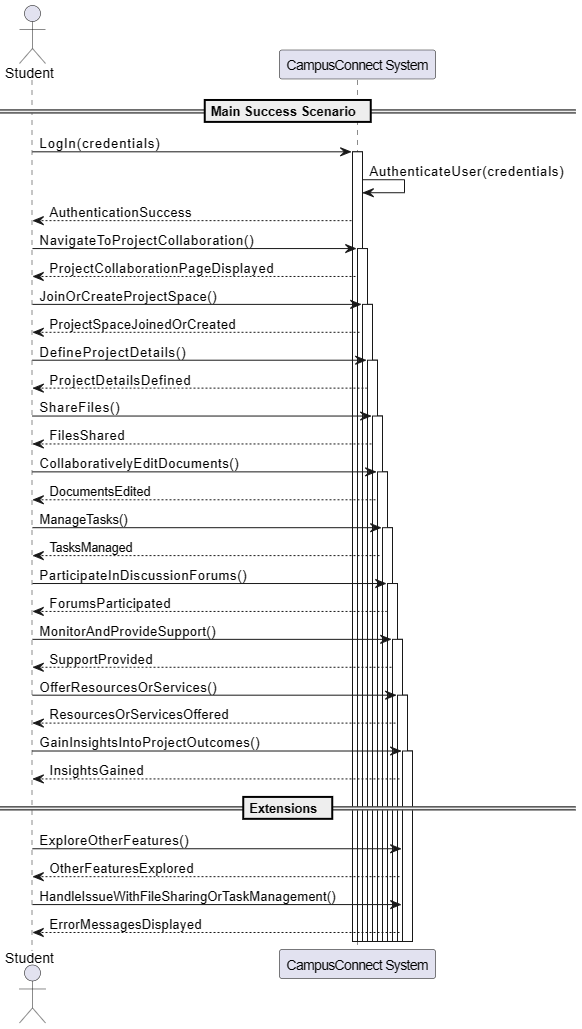 Student
CampusConnect System
Main Success Scenario
LogIn(credentials)
AuthenticateUser(credentials)
AuthenticationSuccess
NavigateToProjectCollaboration()
ProjectCollaborationPageDisplayed
JoinOrCreateProjectSpace()
ProjectSpaceJoinedOrCreated
DefineProjectDetails()
ProjectDetailsDefined
ShareFiles()
FilesShared
CollaborativelyEditDocuments()
DocumentsEdited
ManageTasks()
TasksManaged
ParticipateInDiscussionForums()
ForumsParticipated
MonitorAndProvideSupport()
SupportProvided
OfferResourcesOrServices()
ResourcesOrServicesOffered
GainInsightsIntoProjectOutcomes()
InsightsGained
Extensions
ExploreOtherFeatures()
OtherFeaturesExplored
HandleIssueWithFileSharingOrTaskManagement()
ErrorMessagesDisplayed
Student
CampusConnect System